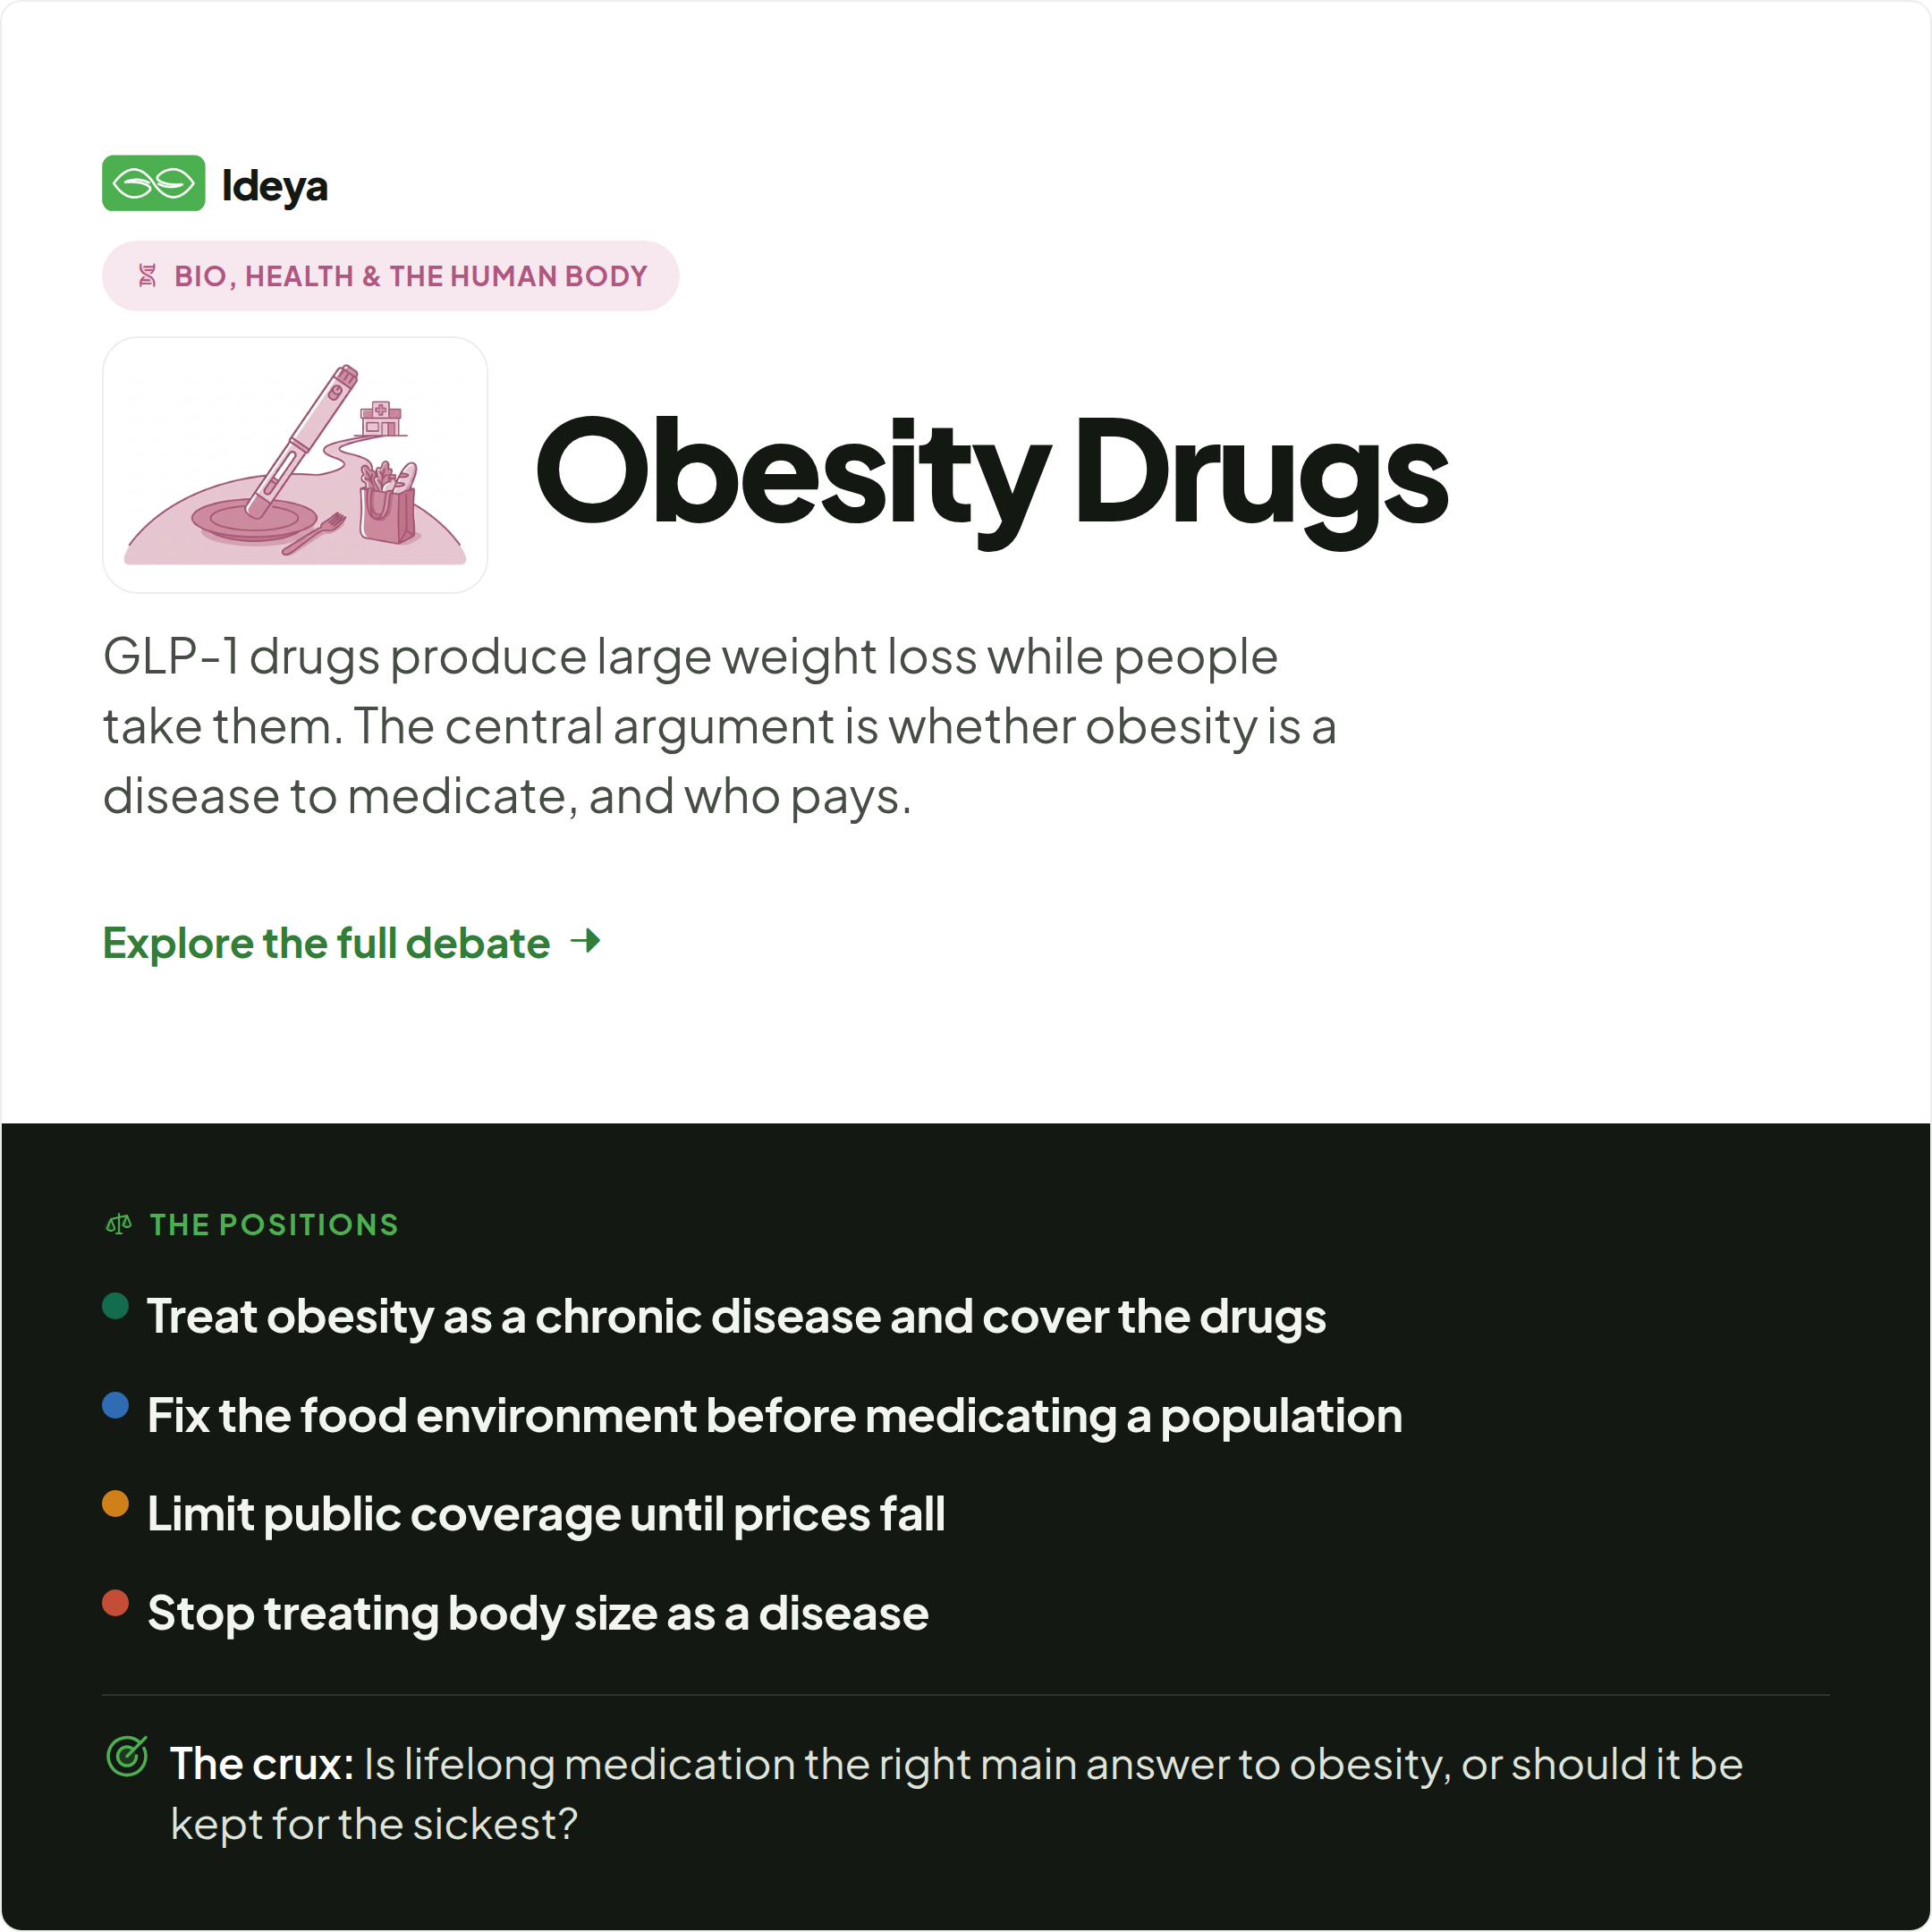 Ideya
BIO, HEALTH & THE HUMAN BODY
Obesity Drugs
GLP-1 drugs produce large weight loss while people
take them. The central argument is whether obesity is a
disease to medicate, and who pays.
Explore the full debate
THE POSITIONS
Treat obesity as a chronic disease and cover the drugs
Fix the food environment before medicating a population
Limit public coverage until prices fall
Stop treating body size as a disease
The crux: Is lifelong medication the right main answer to obesity, or should it be
kept for the sickest?